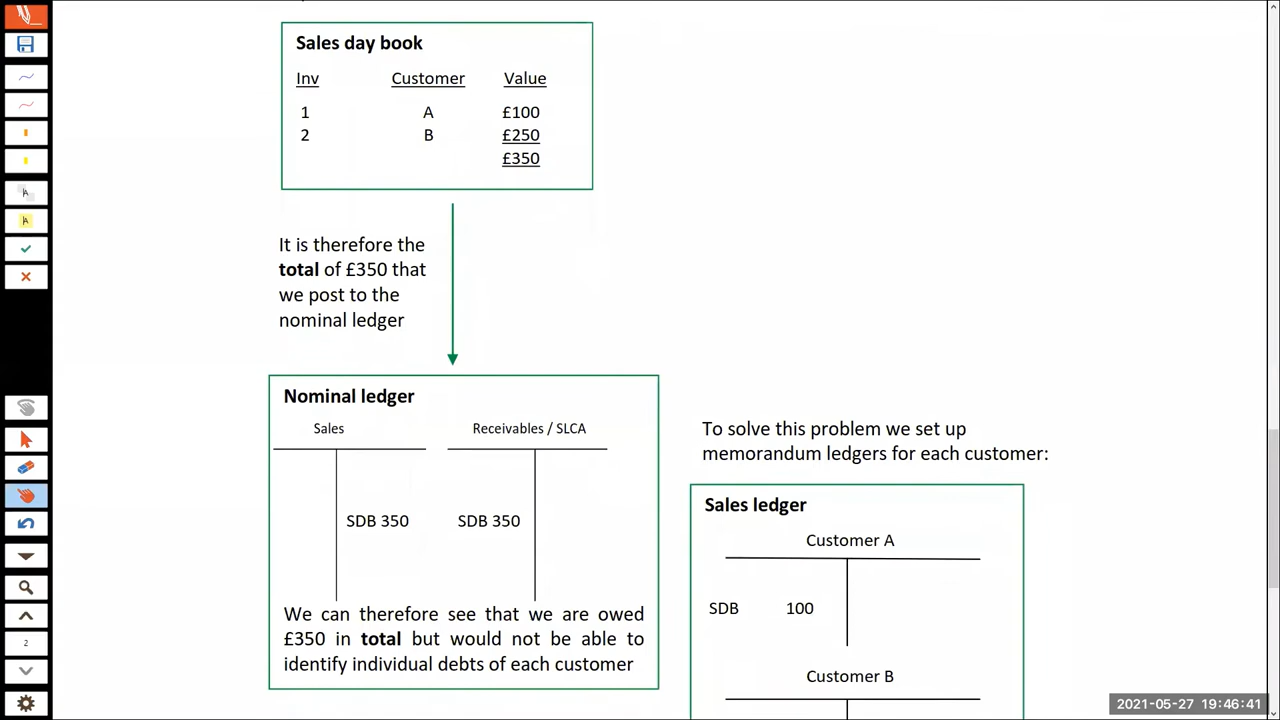 Sales day book
Inv Customer Value
1 A £100
2 B £250
£350
It is therefore the
total of £350 that
we post to the
nominal ledger
Nominal ledger
Sales Receivables / SLCA
SDB 350 SDB 350
We can therefore see that we are owed
£350 in total but would not be able to
identify individual debts of each customer
To solve this problem we set up
memorandum ledgers for each customer:
Sales ledger
Customer A
SDB 100
Customer B
A
A
2
2021-05-27 19:46:41